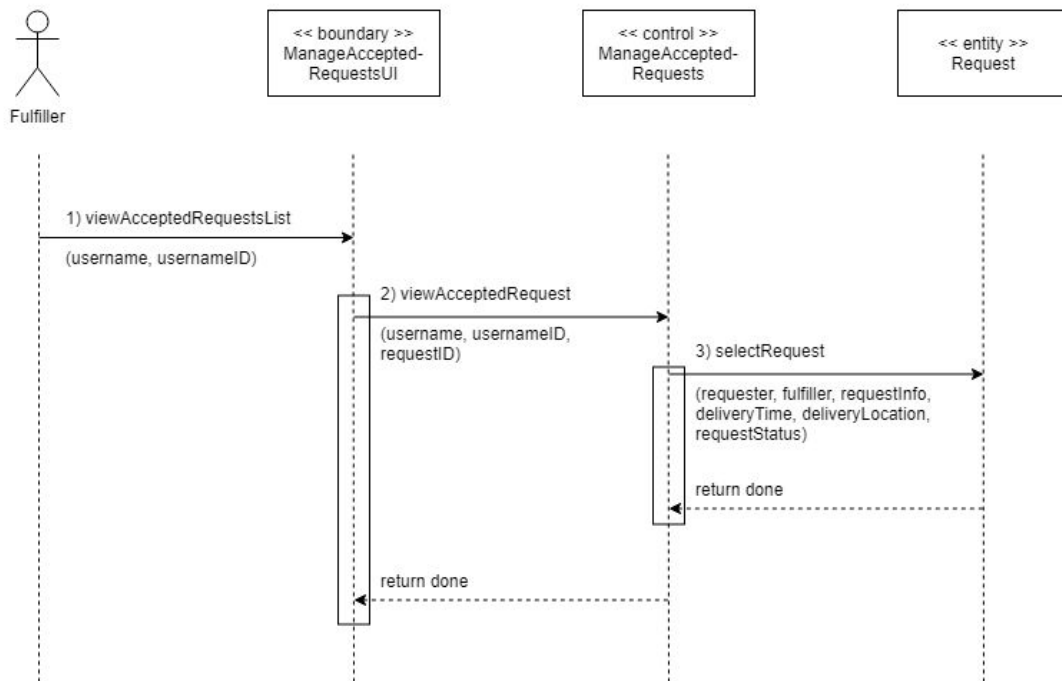 Fulfiller
<< boundary >>
ManageAccepted-
RequestsUI
<< control >>
ManageAccepted-
Requests
<< entity >>
Request
1) viewAcceptedRequestsList
(username, usernameID)
2) viewAcceptedRequest
(username, usernameID,
requestID)
3) selectRequest
(requester, fulfiller, requestInfo,
deliveryTime, deliveryLocation,
requestStatus)
return done
return done